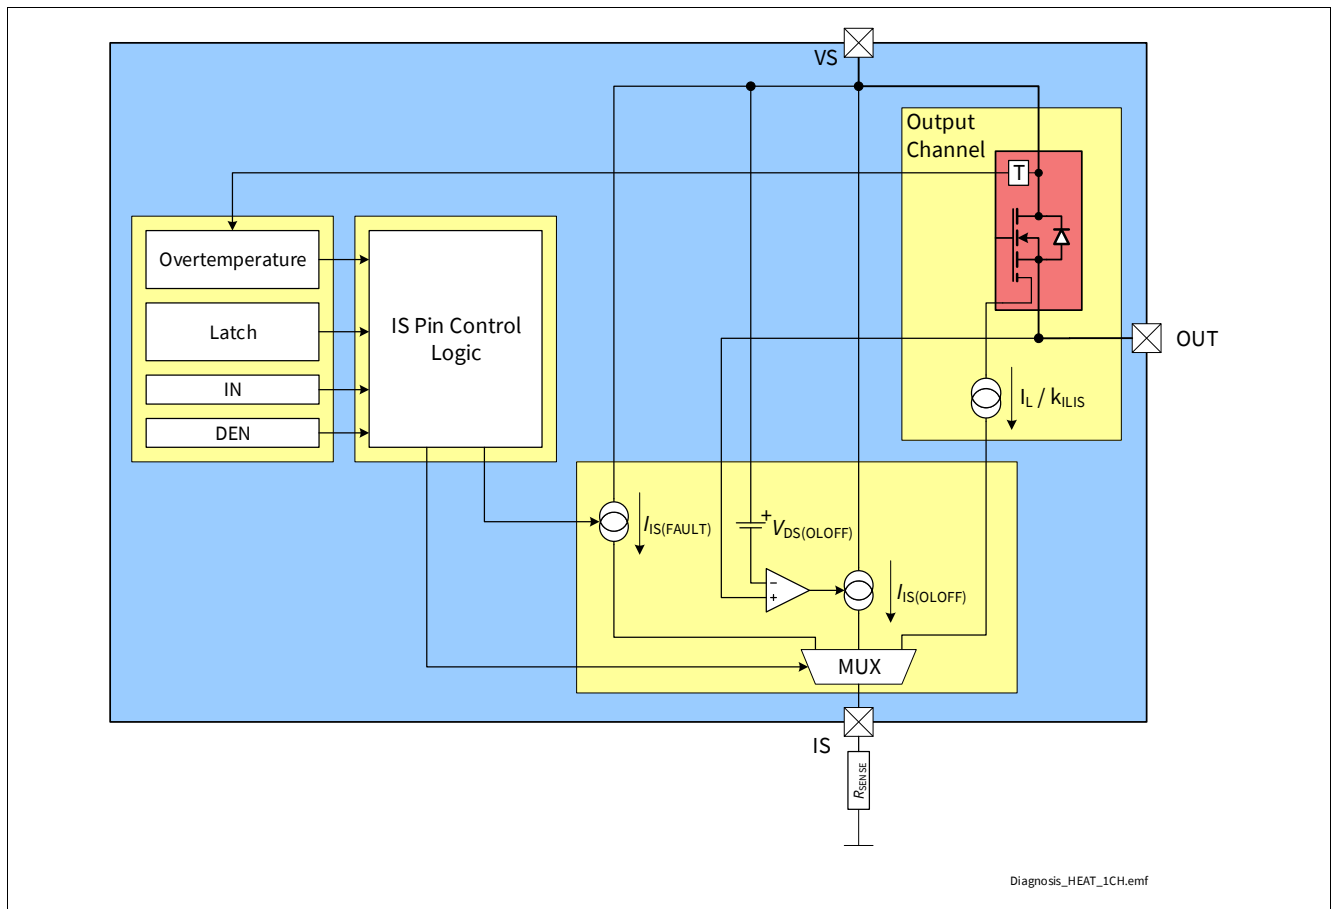 VS
Output
Channel
T
Overtemperature
Latch
IN
DEN
IS Pin Control
Logic
OUT
I_L / k_ILIS
I_IS(FAULT)
+
V_DS(OLOFF)
−
+
I_IS(OLOFF)
MUX
IS
R_SENSE
Diagnosis_HEAT_1CH.emf